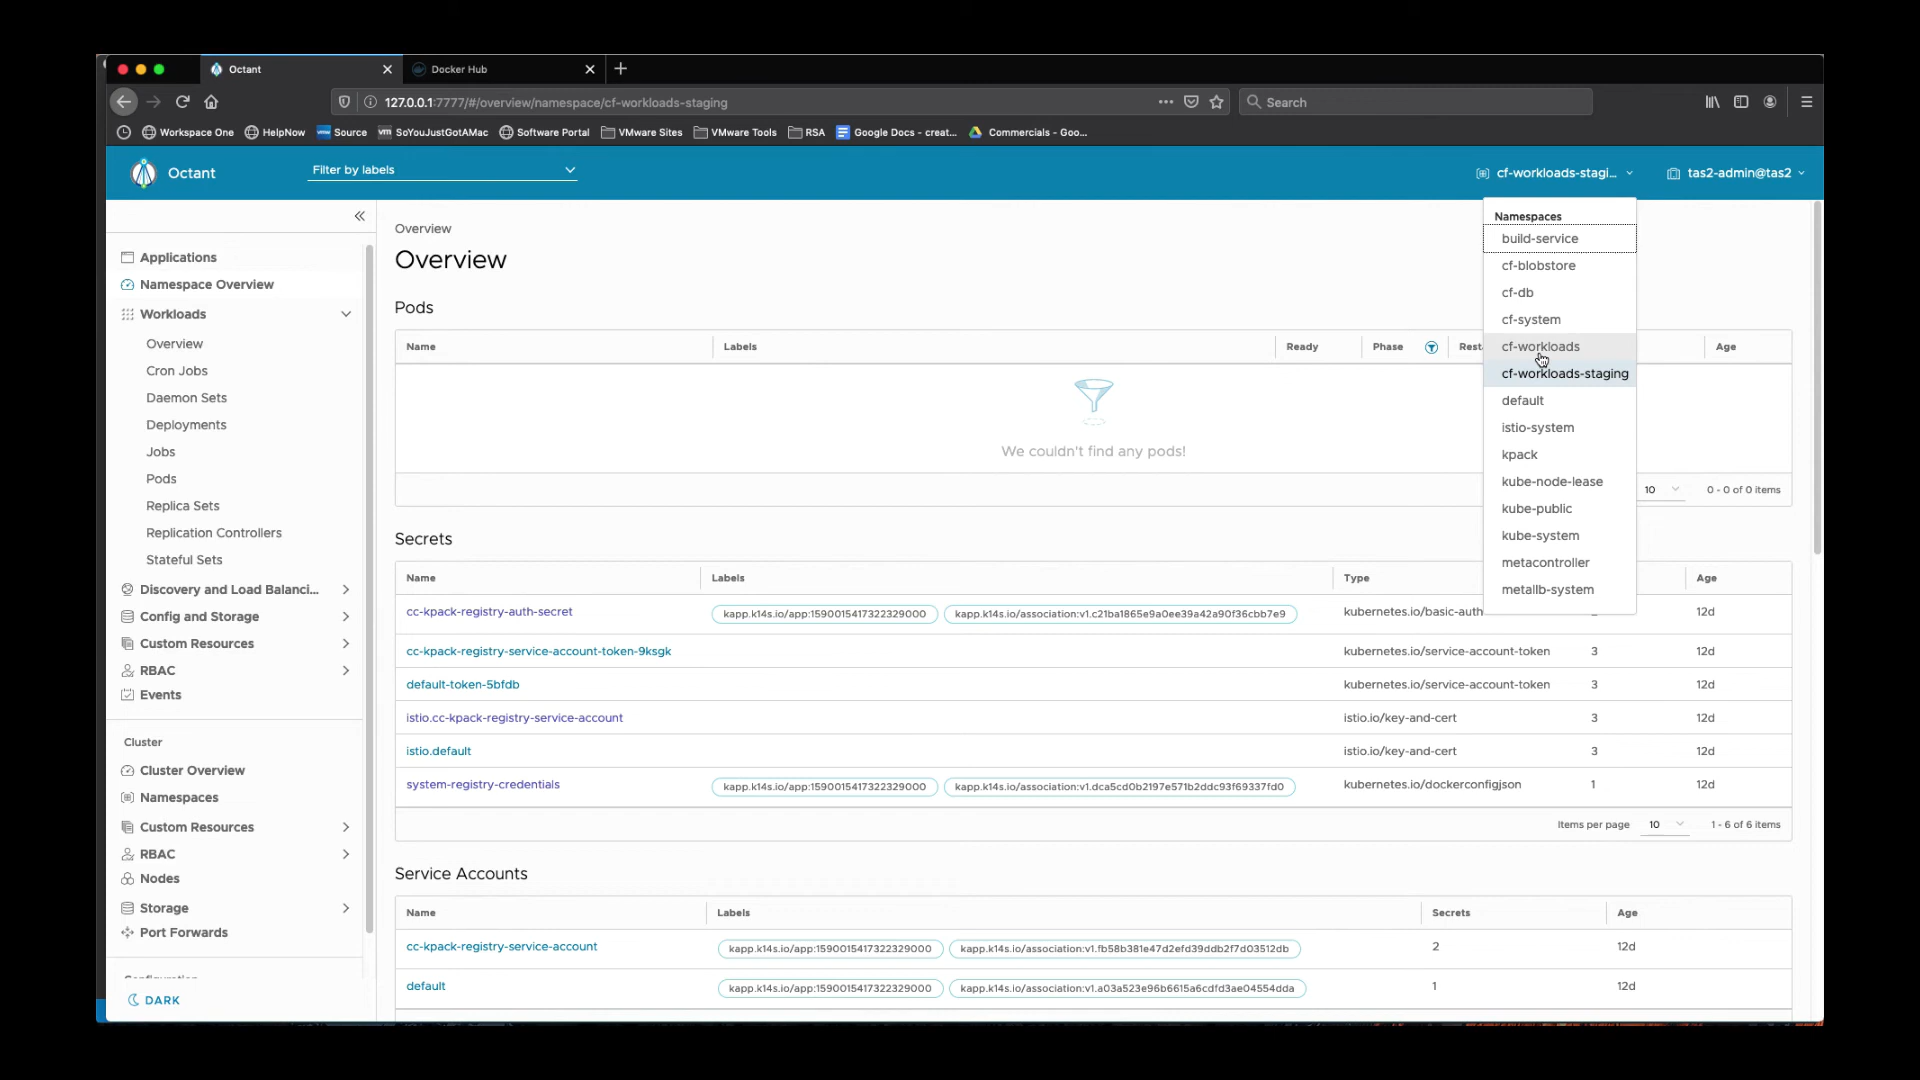 Octant
Docker Hub
127.0.0.1:7777/#/overview/namespace/cf-workloads-staging
Search
Workspace One
HelpNow
Source
SoYouJustGotAMac
Software Portal
VMware Sites
VMware Tools
RSA
Google Docs - creat...
Commercials - Goo...
Octant
Filter by labels
cf-workloads-stagi...
tas2-admin@tas2
Applications
Namespace Overview
Workloads
Overview
Cron Jobs
Daemon Sets
Deployments
Jobs
Pods
Replica Sets
Replication Controllers
Stateful Sets
Discovery and Load Balanci...
Config and Storage
Custom Resources
RBAC
Events
Cluster
Cluster Overview
Namespaces
Custom Resources
RBAC
Nodes
Storage
Port Forwards
DARK
Overview
Overview
Pods
Name Labels Ready Phase Rest Age
We couldn't find any pods!
10 0 - 0 of 0 items
Namespaces
build-service
cf-blobstore
cf-db
cf-system
cf-workloads
cf-workloads-staging
default
istio-system
kpack
kube-node-lease
kube-public
kube-system
metacontroller
metallb-system
Secrets
Name Labels Type Age
cc-kpack-registry-auth-secret kapp.k14s.io/app:1590015417322329000 kapp.k14s.io/association:v1.c21ba1865e9a0ee39a42a90f36cbb7e9 kubernetes.io/basic-auth 12d
cc-kpack-registry-service-account-token-9ksgk kubernetes.io/service-account-token 3 12d
default-token-5bfdb kubernetes.io/service-account-token 3 12d
istio.cc-kpack-registry-service-account istio.io/key-and-cert 3 12d
istio.default istio.io/key-and-cert 3 12d
system-registry-credentials kapp.k14s.io/app:1590015417322329000 kapp.k14s.io/association:v1.dca5cd0b2197e571b2ddc93f69337fd0 kubernetes.io/dockerconfigjson 1 12d
Items per page 10 1 - 6 of 6 items
Service Accounts
Name Labels Secrets Age
cc-kpack-registry-service-account kapp.k14s.io/app:1590015417322329000 kapp.k14s.io/association:v1.fb58b381e47d2efd39ddb2f7d03512db 2 12d
default kapp.k14s.io/app:1590015417322329000 kapp.k14s.io/association:v1.a03a523e96b6615a6cdfd3ae04554dda 1 12d